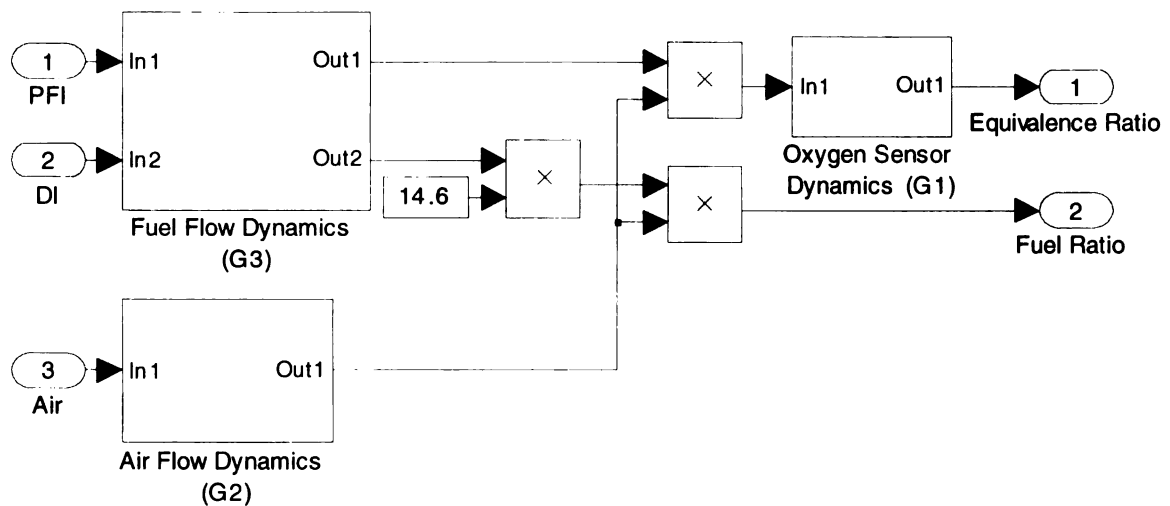 1
PFI
In1
Out1
2
DI
In2
Out2
14.6
Fuel Flow Dynamics
(G3)
×
×
×
In1
Out1
Oxygen Sensor
Dynamics (G1)
1
Equivalence Ratio
2
Fuel Ratio
3
Air
In1
Out1
Air Flow Dynamics
(G2)